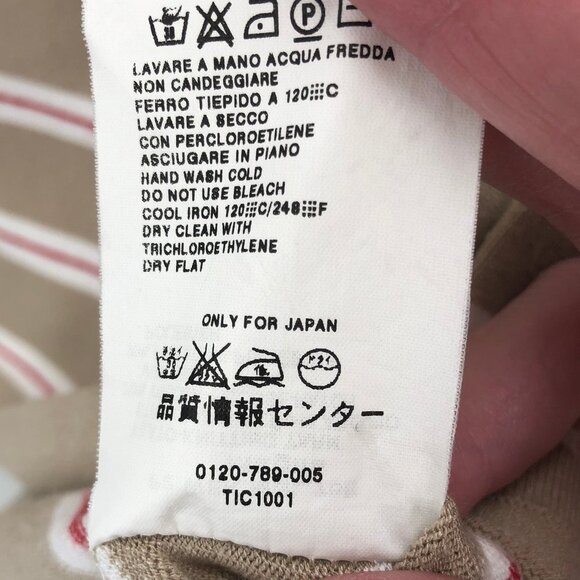 LAVARE A MANO ACQUA FREDDA
NON CANDEGGIARE
FERRO TIEPIDO A 120⣿C
LAVARE A SECCO
CON PERCLOROETILENE
ASCIUGARE IN PIANO
HAND WASH COLD
DO NOT USE BLEACH
COOL IRON 120⣿C/248⣿F
DRY CLEAN WITH
TRICHLOROETHYLENE
DRY FLAT
ONLY FOR JAPAN
品質情報センター
0120-789-005
TIC1001